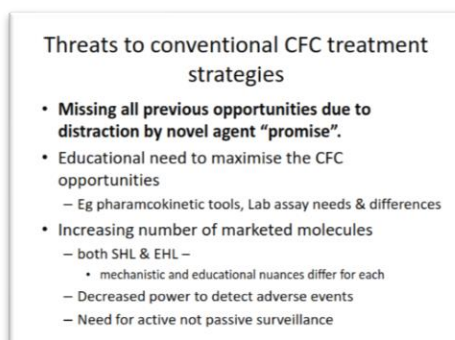 Threats to conventional CFC treatment
strategies
• Missing all previous opportunities due to
distraction by novel agent “promise”.
• Educational need to maximise the CFC
opportunities
– Eg pharamcokinetic tools, Lab assay needs & differences
• Increasing number of marketed molecules
– both SHL & EHL –
• mechanistic and educational nuances differ for each
– Decreased power to detect adverse events
– Need for active not passive surveillance